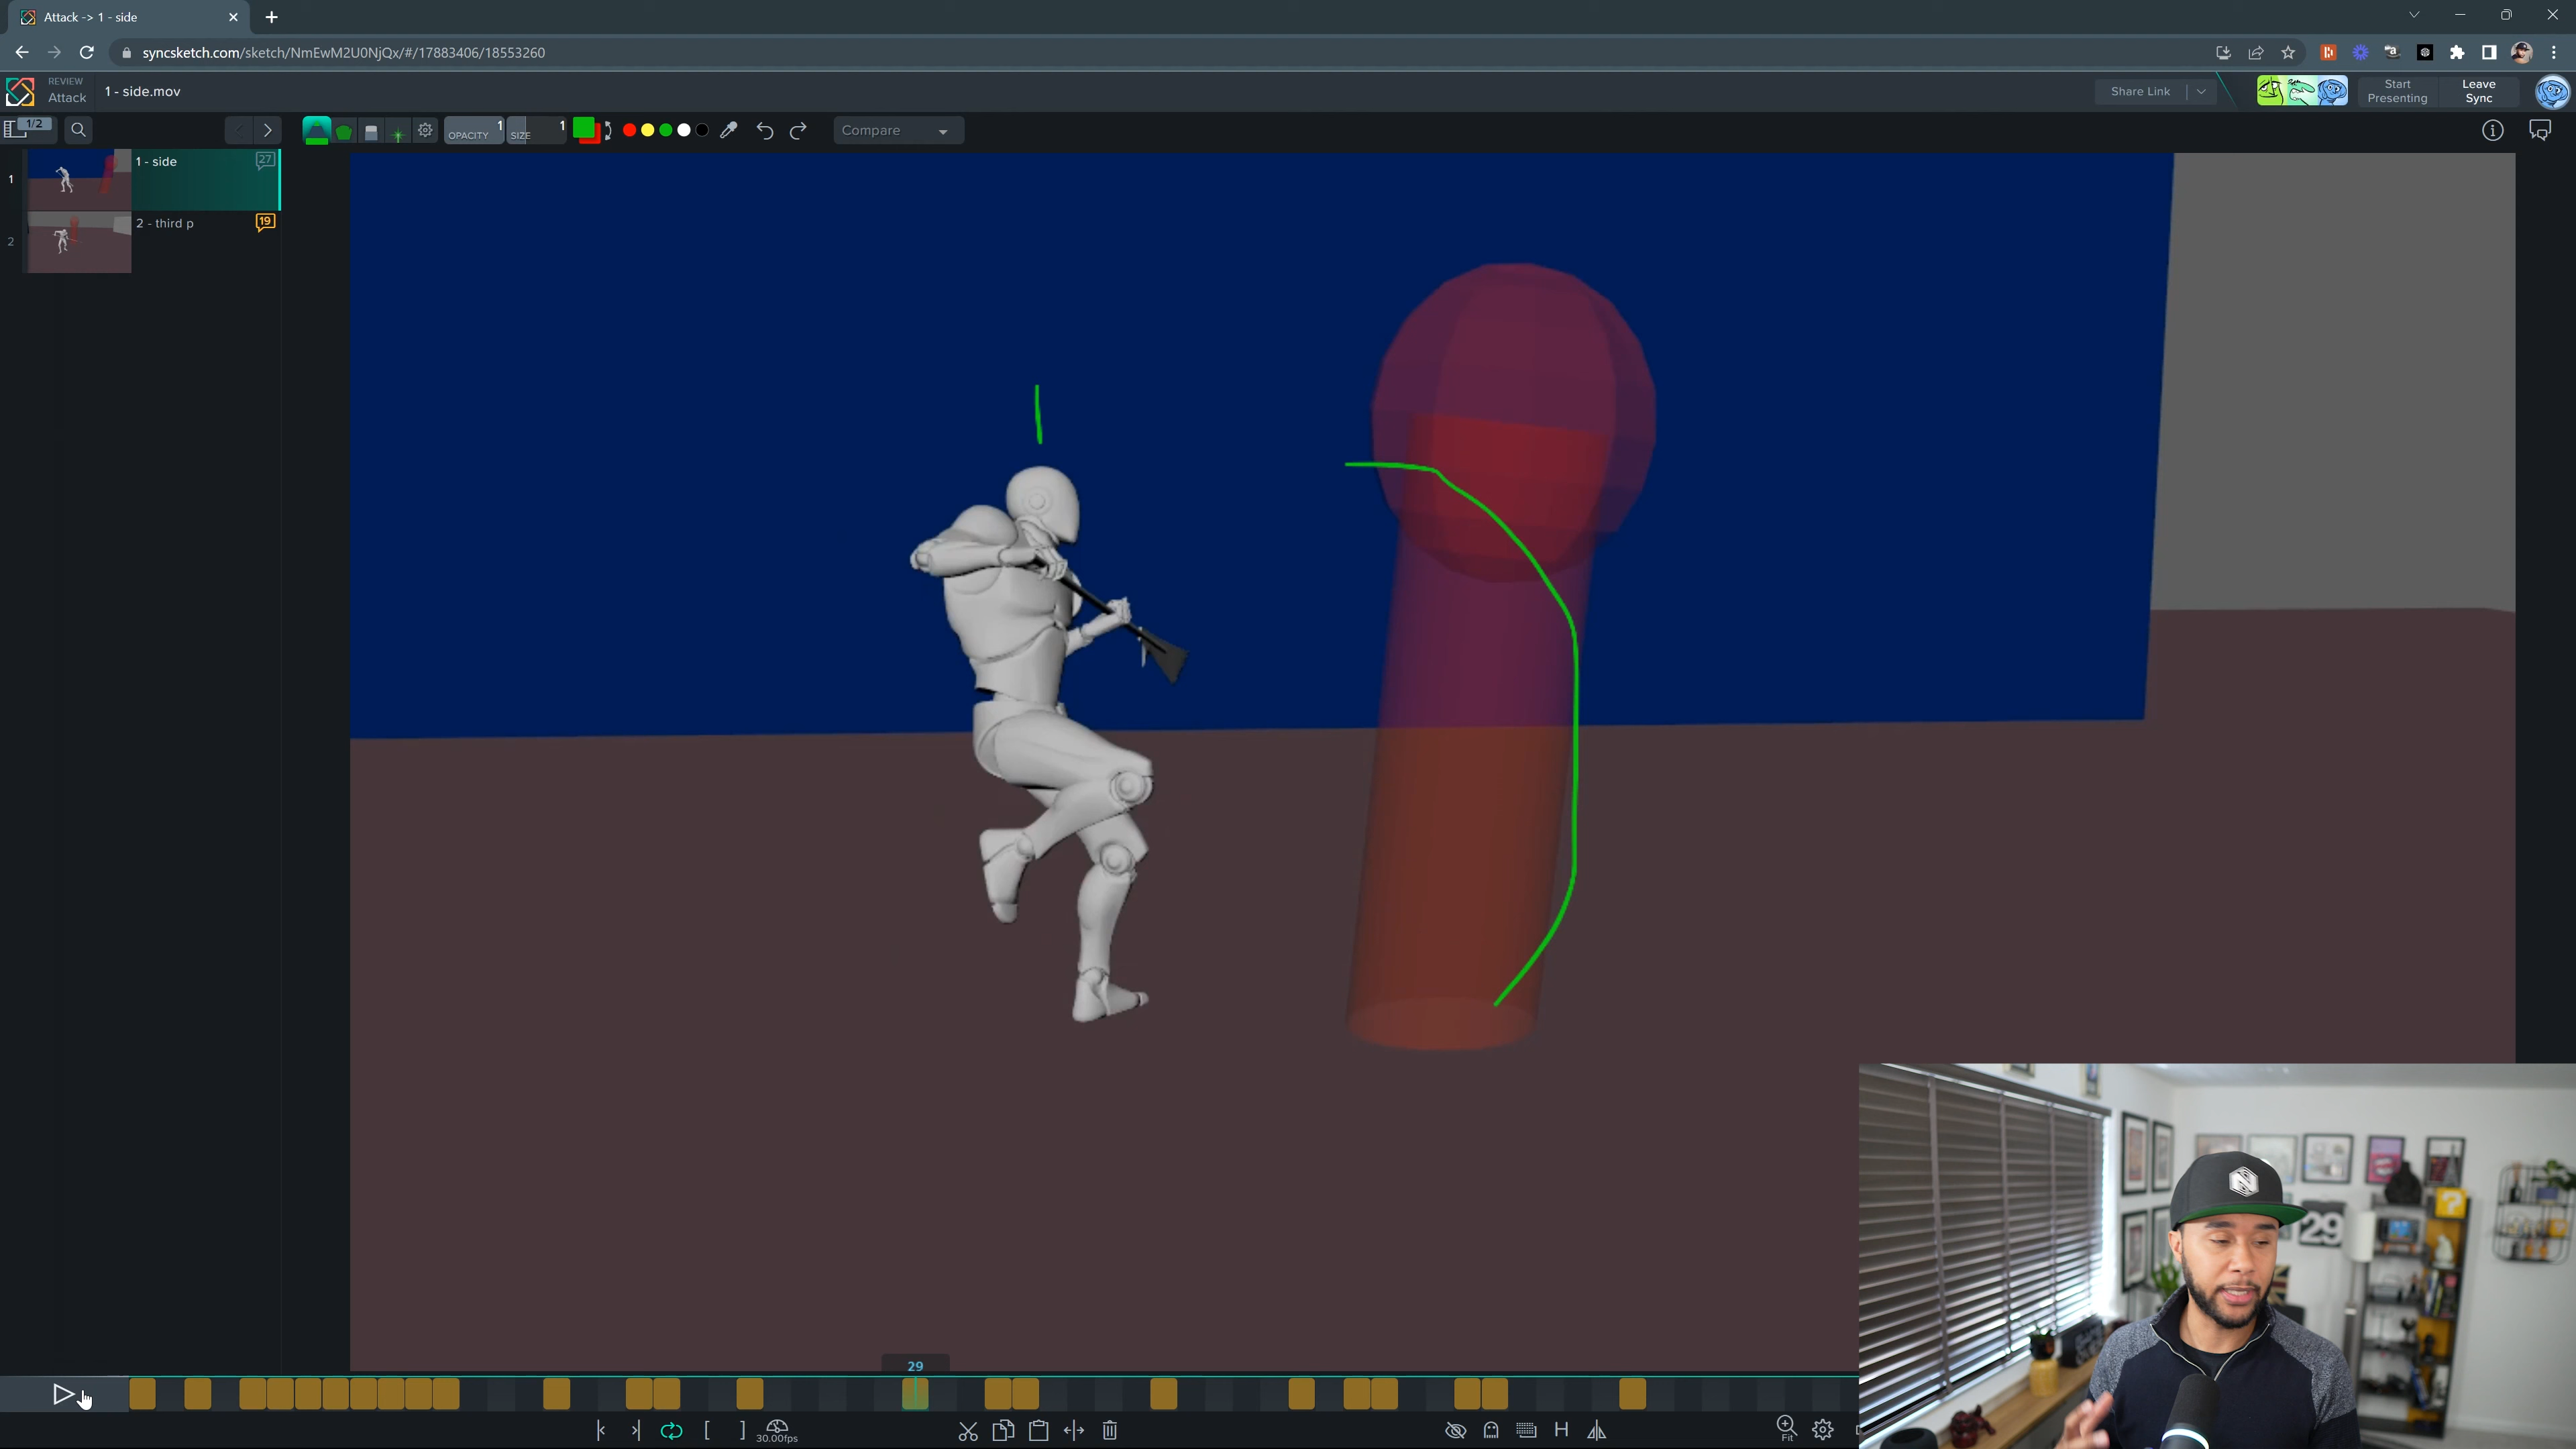 Attack -> 1 - side
syncsketch.com/sketch/NmEwM2U0NjQx/#/17883406/18553260
REVIEW
Attack
1 - side.mov
Share Link
Start
Presenting
Leave
Sync
1/2
OPACITY 1
SIZE 1
Compare
1
1 - side
27
2
2 - third p
19
29
29
30.00fps
H
Fit